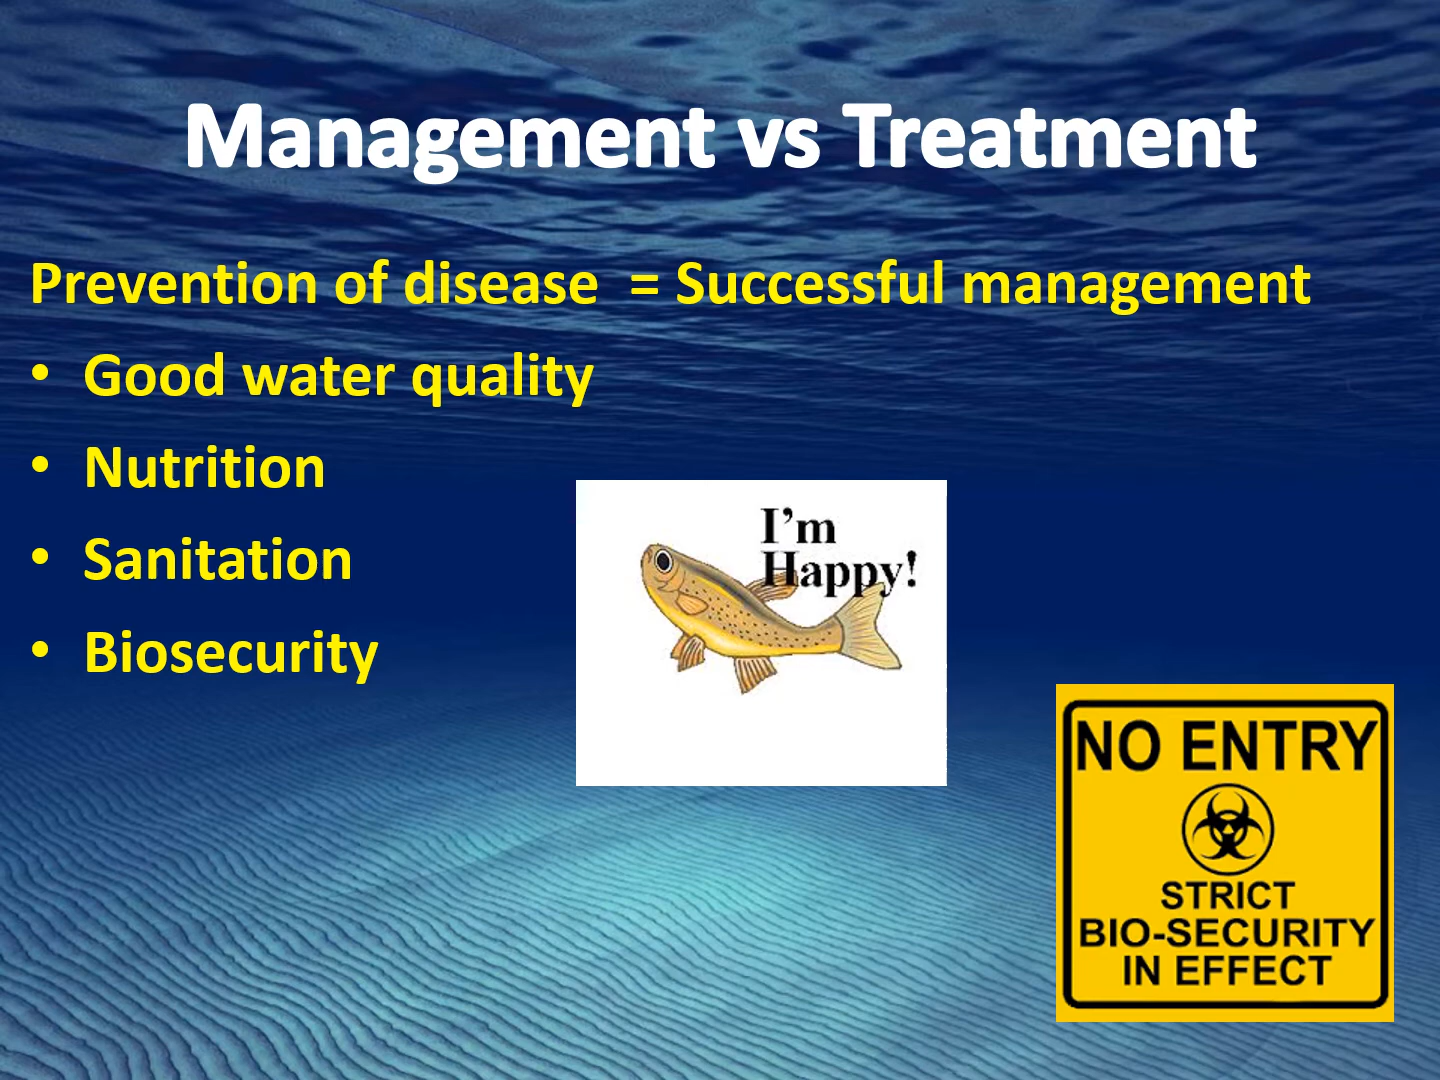 Management vs Treatment
Prevention of disease = Successful management
• Good water quality
• Nutrition
• Sanitation
• Biosecurity
I'm
Happy!
NO ENTRY
STRICT
BIO-SECURITY
IN EFFECT